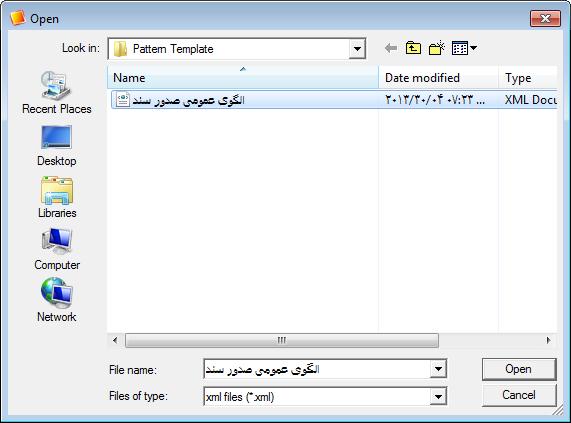 Open
Look in: Pattern Template
Name Date modified Type
الگوی عمومی صدور سند ۲۰۱۳/۳۰/۰۴ ۰۷:۲۳ ... XML Docu
Recent Places
Desktop
Libraries
Computer
Network
File name: الگوی عمومی صدور سند Open
Files of type: xml files (*.xml) Cancel